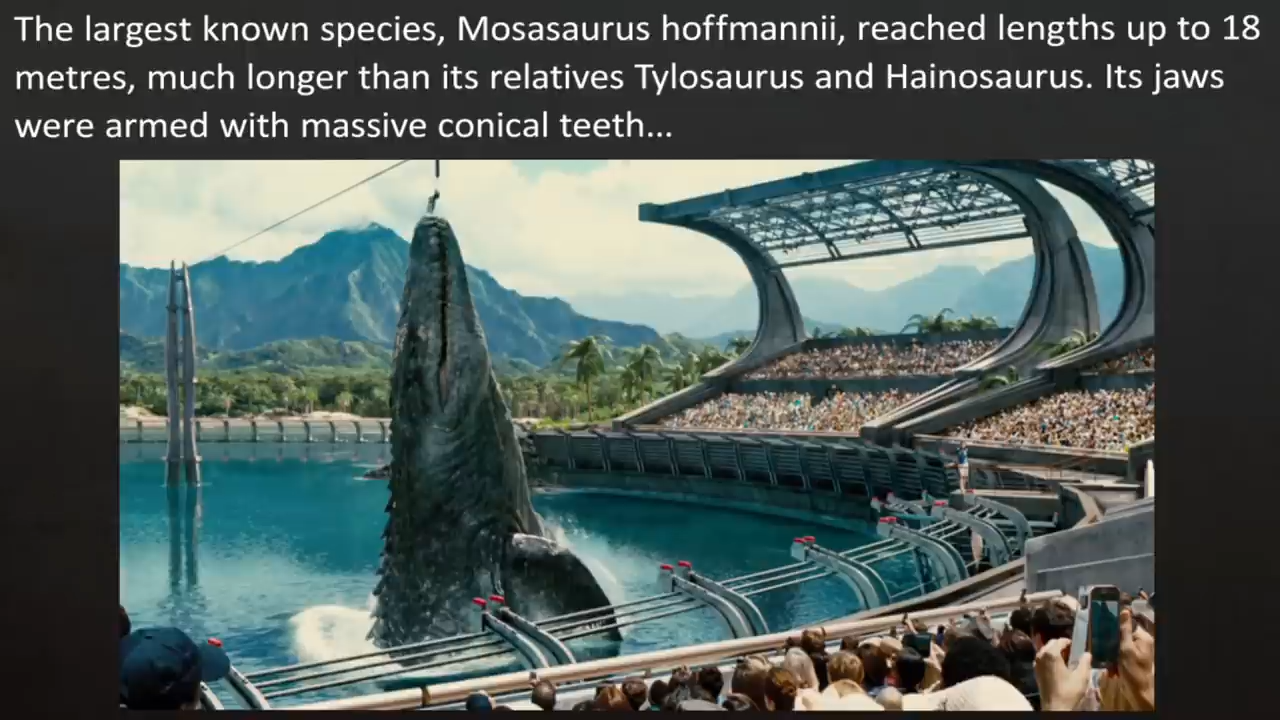 The largest known species, Mosasaurus hoffmannii, reached lengths up to 18
metres, much longer than its relatives Tylosaurus and Hainosaurus. Its jaws
were armed with massive conical teeth...